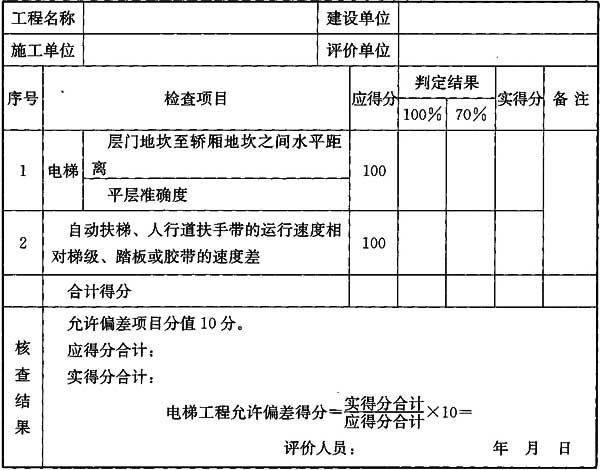 工程名称 建设单位
施工单位 评价单位
序号 检查项目 应得分 判定结果 实得分 备注
100% 70%
1 电梯 层门地坎至轿厢地坎之间水平距
离
平层准确度
100
2 自动扶梯、人行道扶手带的运行速度相
对梯级、踏板或胶带的速度差
100
合计得分
核查结果
允许偏差项目分值10分。
应得分合计:
实得分合计:
电梯工程允许偏差得分=实得分合计/应得分合计×10=
评价人员: 年 月 日